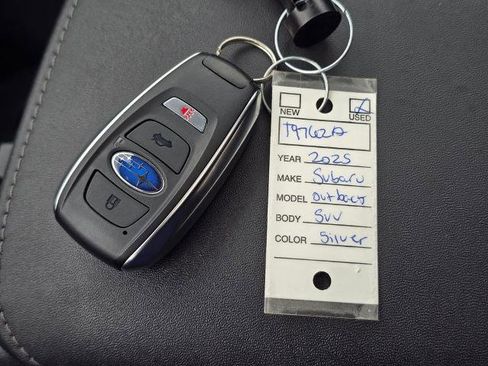 NEW USED
T9762A
YEAR 2025
MAKE Subaru
MODEL outback
BODY SUV
COLOR Silver